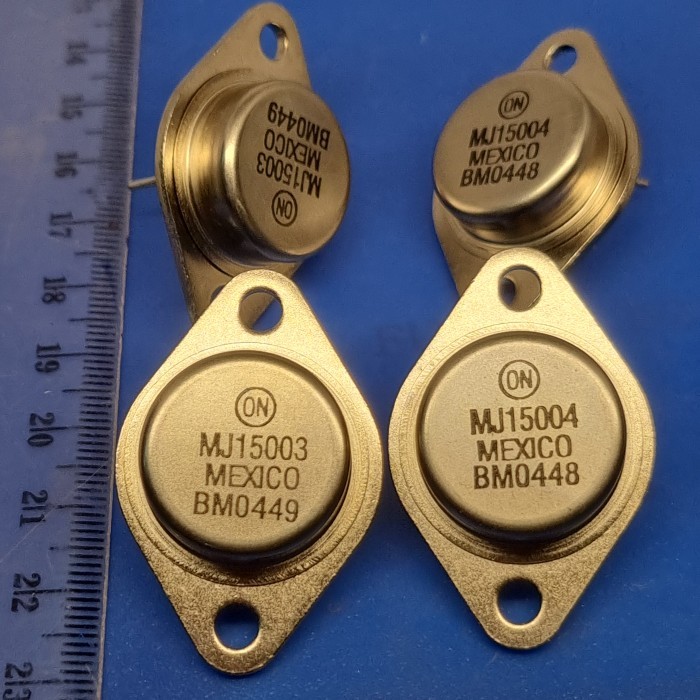 14
15
16
17
18
19
20
21
22
23
ON
MJ15003
MEXICO
BM0449
ON
MJ15004
MEXICO
BM0448
ON
MJ15003
MEXICO
BM0449
ON
MJ15004
MEXICO
BM0448